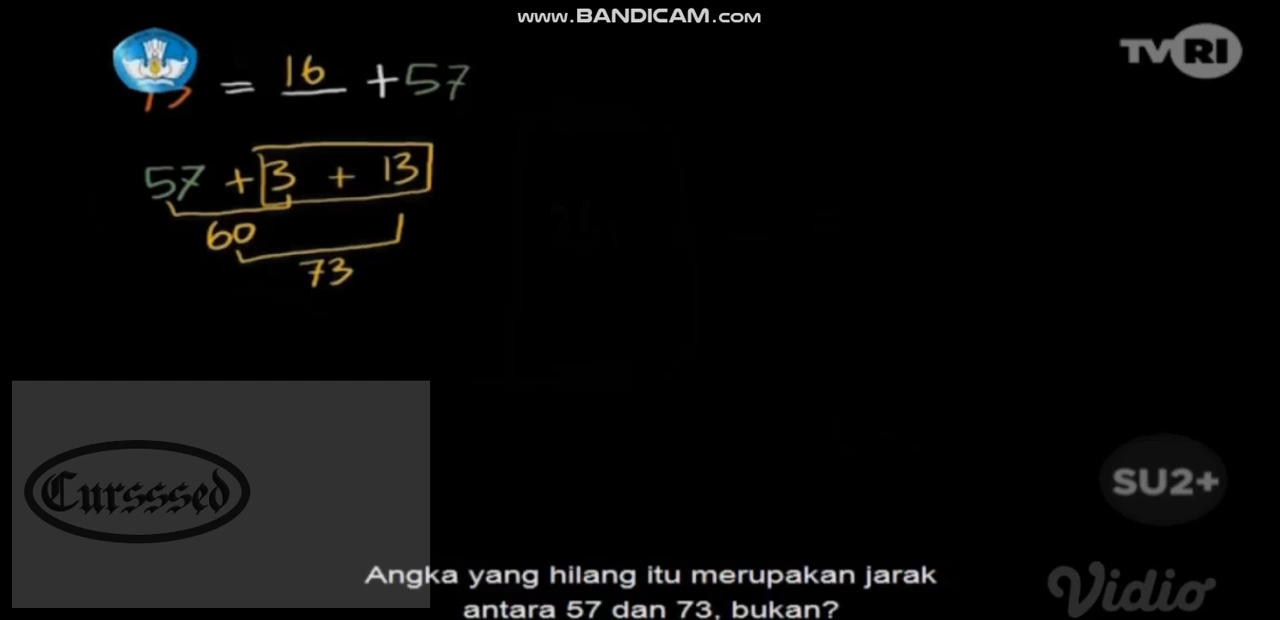 www.BANDICAM.com
TVRI
= 16 + 57
57 + 3 + 13
60
73
Curssssed
SU2+
Angka yang hilang itu merupakan jarak
antara 57 dan 73, bukan?
Vidio